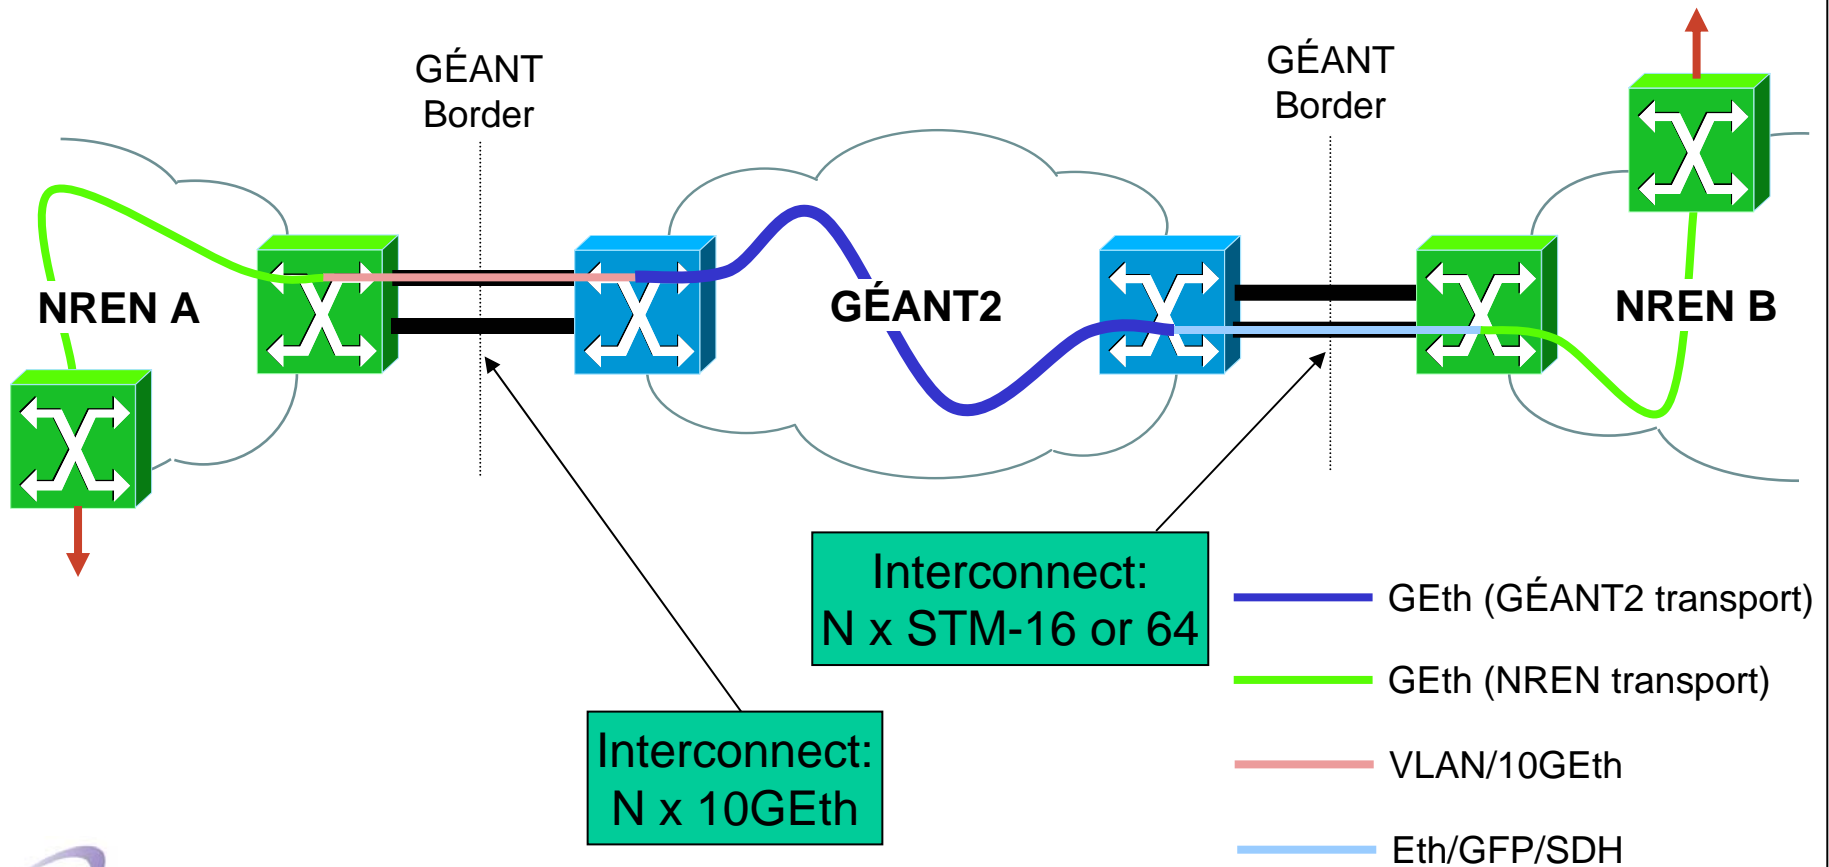 GÉANT
Border
GÉANT
Border
NREN A
GÉANT2
NREN B
Interconnect:
N x STM-16 or 64
Interconnect:
N x 10GEth
GEth (GÉANT2 transport)
GEth (NREN transport)
VLAN/10GEth
Eth/GFP/SDH